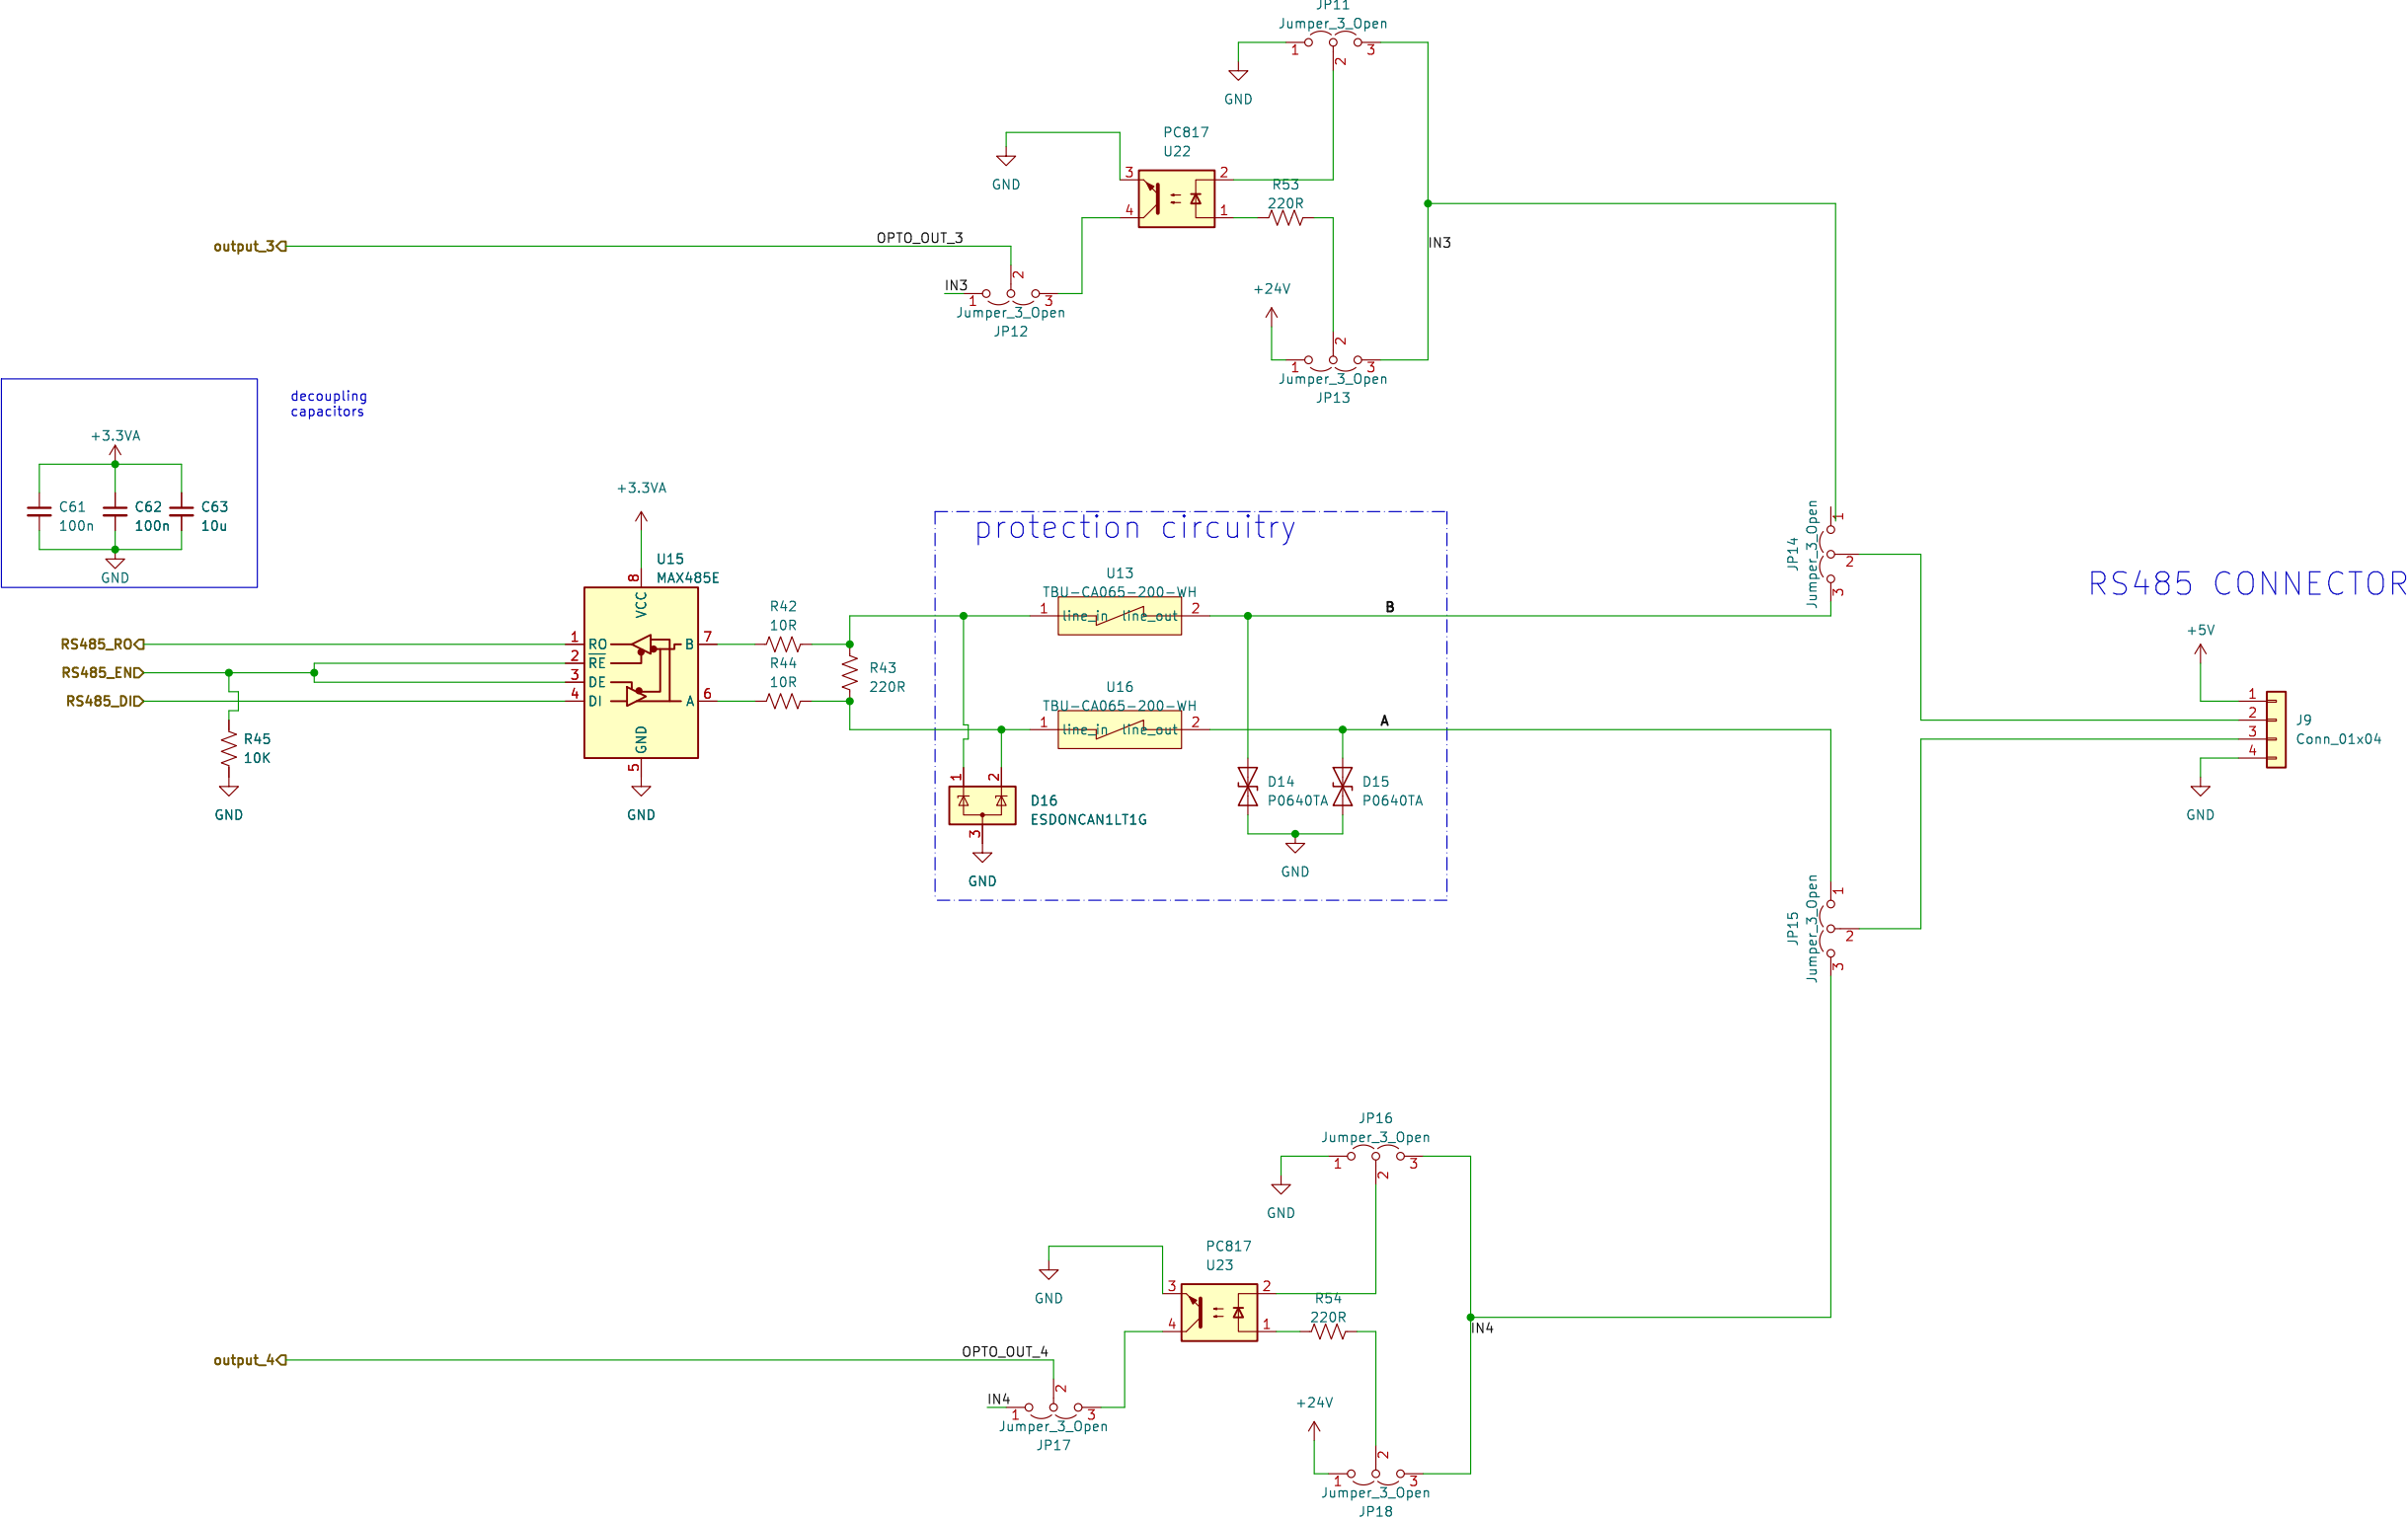 JP11
Jumper_3_Open
1
3
2
GND
PC817
U22
GND
3
2
4
1
R53
220R
output_3
OPTO_OUT_3
IN3
IN3
2
1
3
Jumper_3_Open
JP12
+24V
2
1
3
Jumper_3_Open
JP13
decoupling
capacitors
+3.3VA
C61
100n
C62
100n
C63
10u
GND
+3.3VA
U15
MAX485E
8
VCC
RS485_RO
1
RO
2
RE
RS485_EN
3
DE
RS485_DI
4
DI
B
7
A
6
GND
5
GND
R45
10K
GND
R42
10R
R44
10R
R43
220R
protection circuitry
U13
TBU-CA065-200-WH
1
line_in
line_out
2
B
U16
TBU-CA065-200-WH
1
line_in
line_out
2
A
1
2
D16
ESDONCAN1LT1G
3
GND
D14
P0640TA
D15
P0640TA
GND
JP14
Jumper_3_Open
1
2
3
RS485 CONNECTOR
+5V
1
2
3
4
J9
Conn_01x04
GND
JP15
Jumper_3_Open
1
2
3
JP16
Jumper_3_Open
1
3
2
GND
PC817
U23
GND
3
2
4
1
R54
220R
IN4
output_4
OPTO_OUT_4
IN4
2
1
3
Jumper_3_Open
JP17
+24V
2
1
3
Jumper_3_Open
JP18